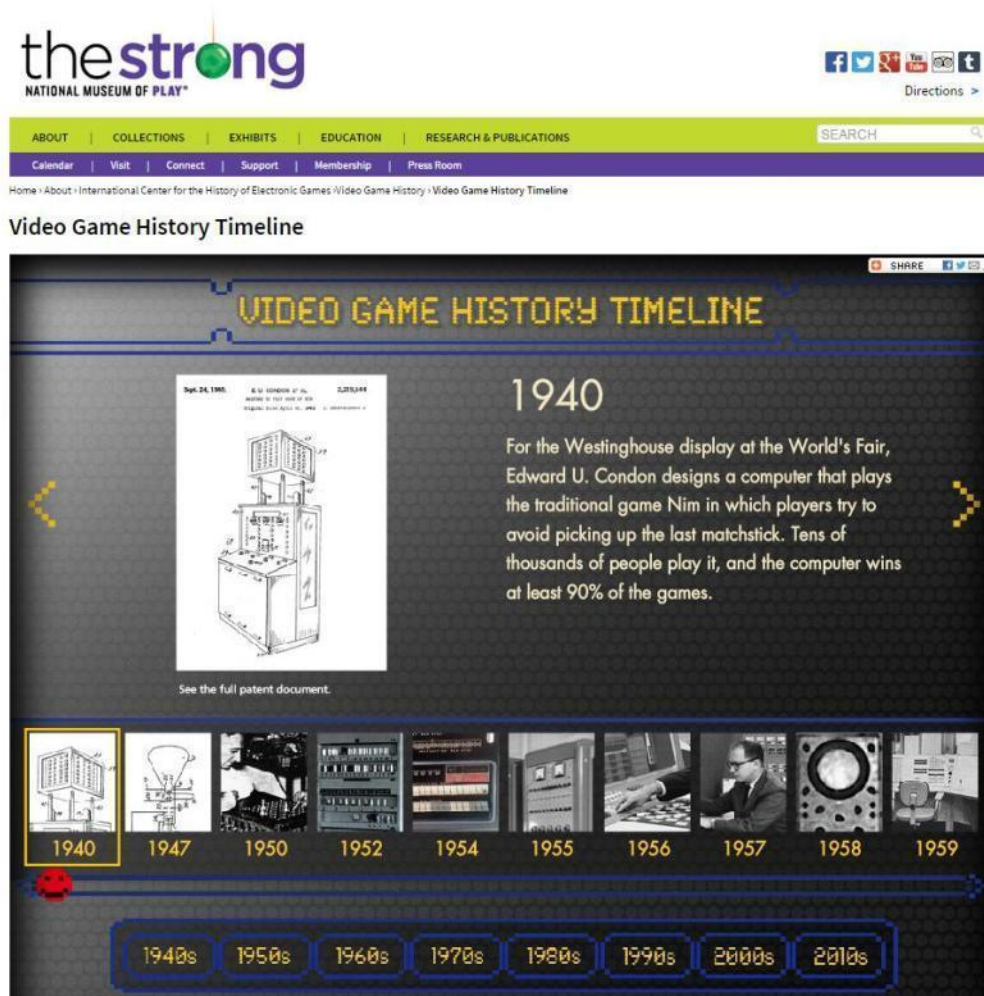 thestrong
NATIONAL MUSEUM OF PLAY®
Directions >
ABOUT | COLLECTIONS | EXHIBITS | EDUCATION | RESEARCH & PUBLICATIONS
SEARCH
Calendar | Visit | Connect | Support | Membership | Press Room
Home › About › International Center for the History of Electronic Games › Video Game History › Video Game History Timeline
Video Game History Timeline
SHARE
VIDEO GAME HISTORY TIMELINE
Sept. 24, 1940.
E. U. CONDON
1940
For the Westinghouse display at the World's Fair,
Edward U. Condon designs a computer that plays
the traditional game Nim in which players try to
avoid picking up the last matchstick. Tens of
thousands of people play it, and the computer wins
at least 90% of the games.
See the full patent document.
1940 1947 1950 1952 1954 1955 1956 1957 1958 1959
1940s 1950s 1960s 1970s 1980s 1990s 2000s 2010s